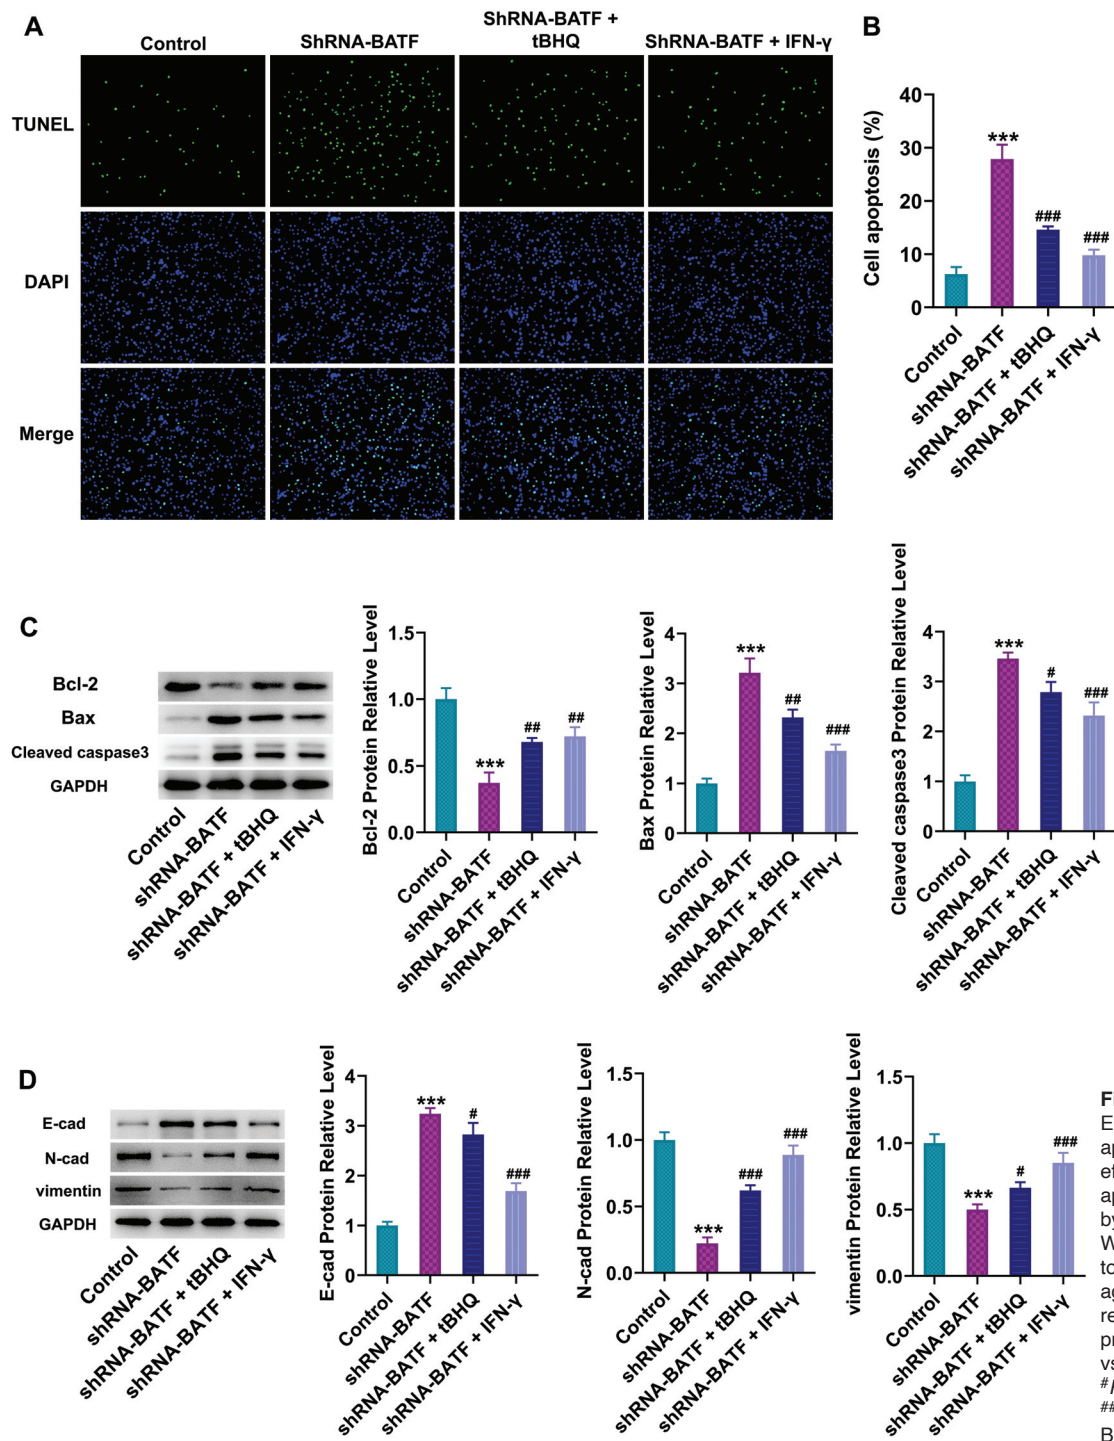 A
Control
ShRNA-BATF
ShRNA-BATF +
tBHQ
ShRNA-BATF + IFN-γ
TUNEL
DAPI
Merge
B
Cell apoptosis (%)
40
30
20
10
0
***
###
###
Control
shRNA-BATF
shRNA-BATF + tBHQ
shRNA-BATF + IFN-γ
C
Bcl-2
Bax
Cleaved caspase3
GAPDH
Control
shRNA-BATF
shRNA-BATF + tBHQ
shRNA-BATF + IFN-γ
Bcl-2 Protein Relative Level
1.5
1.0
0.5
0.0
***
##
##
Control
shRNA-BATF
shRNA-BATF + tBHQ
shRNA-BATF + IFN-γ
Bax Protein Relative Level
4
3
2
1
0
***
##
###
Control
shRNA-BATF
shRNA-BATF + tBHQ
shRNA-BATF + IFN-γ
Cleaved caspase3 Protein Relative Level
4
3
2
1
0
***
#
###
Control
shRNA-BATF
shRNA-BATF + tBHQ
shRNA-BATF + IFN-γ
D
E-cad
N-cad
vimentin
GAPDH
Control
shRNA-BATF
shRNA-BATF + tBHQ
shRNA-BATF + IFN-γ
E-cad Protein Relative Level
4
3
2
1
0
***
#
###
Control
shRNA-BATF
shRNA-BATF + tBHQ
shRNA-BATF + IFN-γ
N-cad Protein Relative Level
1.5
1.0
0.5
0.0
***
###
###
Control
shRNA-BATF
shRNA-BATF + tBHQ
shRNA-BATF + IFN-γ
vimentin Protein Relative Level
1.5
1.0
0.5
0.0
***
#
###
Control
shRNA-BATF
shRNA-BATF + tBHQ
shRNA-BATF + IFN-γ